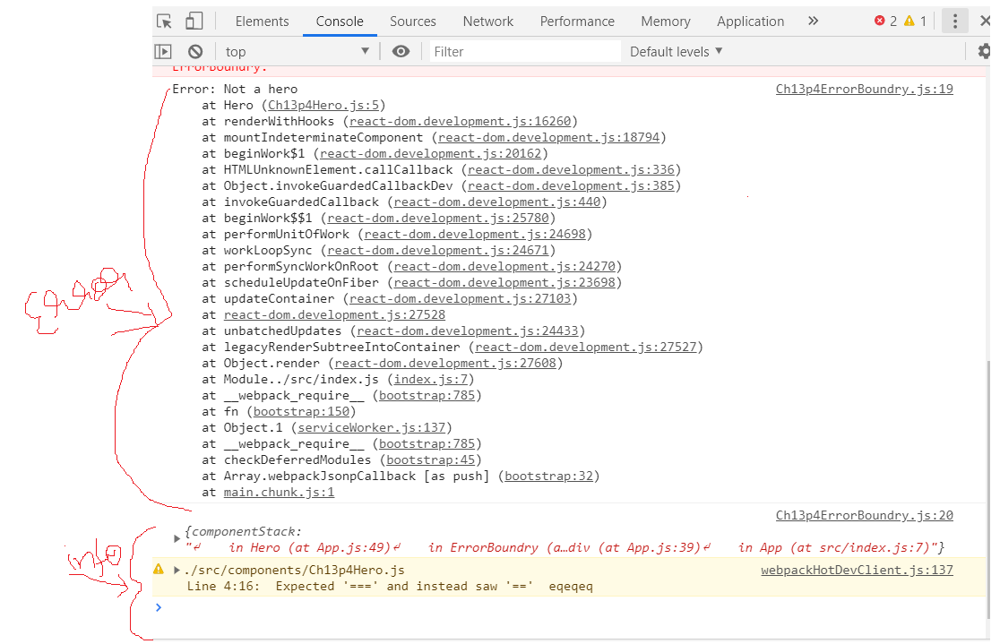 Elements Console Sources Network Performance Memory Application » 2 1
top Filter Default levels
ErrorBoundry.
Error: Not a hero Ch13p4ErrorBoundry.js:19
at Hero (Ch13p4Hero.js:5)
at renderWithHooks (react-dom.development.js:16260)
at mountIndeterminateComponent (react-dom.development.js:18794)
at beginWork$1 (react-dom.development.js:20162)
at HTMLUnknownElement.callCallback (react-dom.development.js:336)
at Object.invokeGuardedCallbackDev (react-dom.development.js:385)
at invokeGuardedCallback (react-dom.development.js:440)
at beginWork$$1 (react-dom.development.js:25780)
at performUnitOfWork (react-dom.development.js:24698)
at workLoopSync (react-dom.development.js:24671)
at performSyncWorkOnRoot (react-dom.development.js:24270)
at scheduleUpdateOnFiber (react-dom.development.js:23698)
at updateContainer (react-dom.development.js:27103)
at react-dom.development.js:27528
at unbatchedUpdates (react-dom.development.js:24433)
at legacyRenderSubtreeIntoContainer (react-dom.development.js:27527)
at Object.render (react-dom.development.js:27608)
at Module../src/index.js (index.js:7)
at __webpack_require__ (bootstrap:785)
at fn (bootstrap:150)
at Object.1 (serviceWorker.js:137)
at __webpack_require__ (bootstrap:785)
at checkDeferredModules (bootstrap:45)
at Array.webpackJsonpCallback [as push] (bootstrap:32)
at main.chunk.js:1
error
Ch13p4ErrorBoundry.js:20
{componentStack:
"↲    in Hero (at App.js:49)↲    in ErrorBoundry (a…div (at App.js:39)↲    in App (at src/index.js:7)"}
info
./src/components/Ch13p4Hero.js webpackHotDevClient.js:137
Line 4:16:  Expected '===' and instead saw '=='  eqeqeq